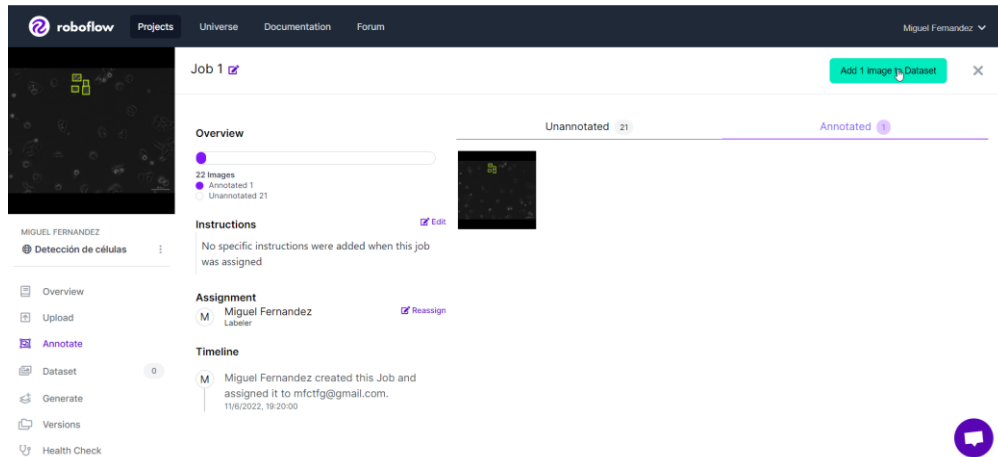 roboflow Projects Universe Documentation Forum Miguel Fernandez
Job 1
Add 1 Image to Dataset
Overview
Unannotated 21
Annotated 1
22 Images
Annotated 1
Unannotated 21
Instructions
Edit
No specific instructions were added when this job
was assigned
Assignment
M
Miguel Fernandez
Labeler
Reassign
Timeline
M
Miguel Fernandez created this Job and
assigned it to mfctfg@gmail.com.
11/6/2022, 19:20:00
MIGUEL FERNANDEZ
Detección de células
Overview
Upload
Annotate
Dataset 0
Generate
Versions
Health Check